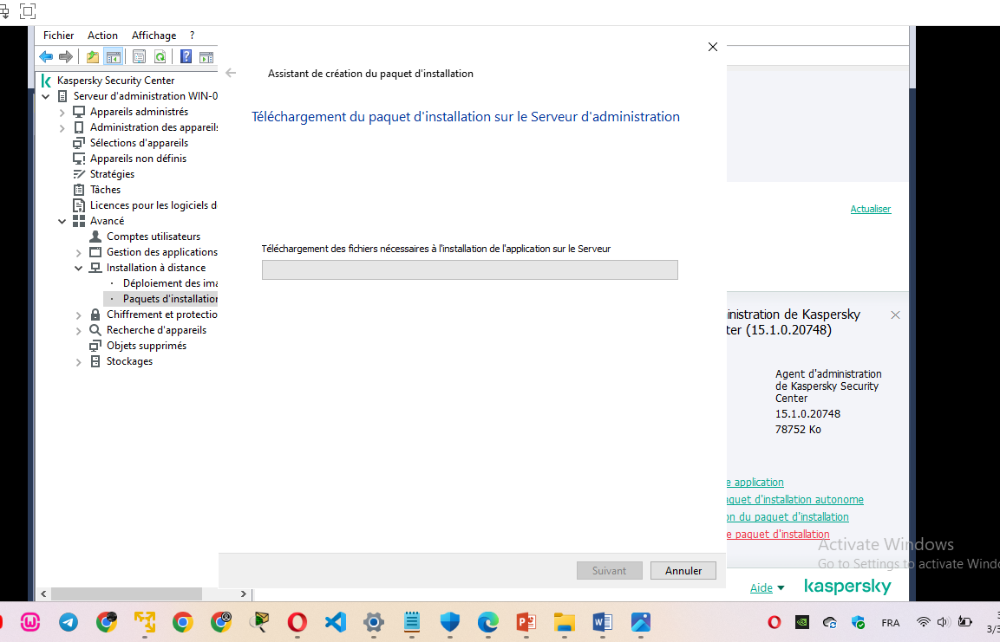 Fichier Action Affichage ?
Assistant de création du paquet d'installation
Téléchargement du paquet d'installation sur le Serveur d'administration
Téléchargement des fichiers nécessaires à l'installation de l'application sur le Serveur
Suivant Annuler
Kaspersky Security Center
Serveur d'administration WIN-0
Appareils administrés
Administration des appareils
Sélections d'appareils
Appareils non définis
Stratégies
Tâches
Licences pour les logiciels d
Avancé
Comptes utilisateurs
Gestion des applications
Installation à distance
Déploiement des ima
Paquets d'installation
Chiffrement et protectio
Recherche d'appareils
Objets supprimés
Stockages
Actualiser
inistration de Kaspersky
ter (15.1.0.20748)
Agent d'administration
de Kaspersky Security
Center
15.1.0.20748
78752 Ko
e application
aquet d'installation autonome
on du paquet d'installation
e paquet d'installation
Activate Windows
Go to Settings to activate Windo
Aide
kaspersky
FRA
3/3